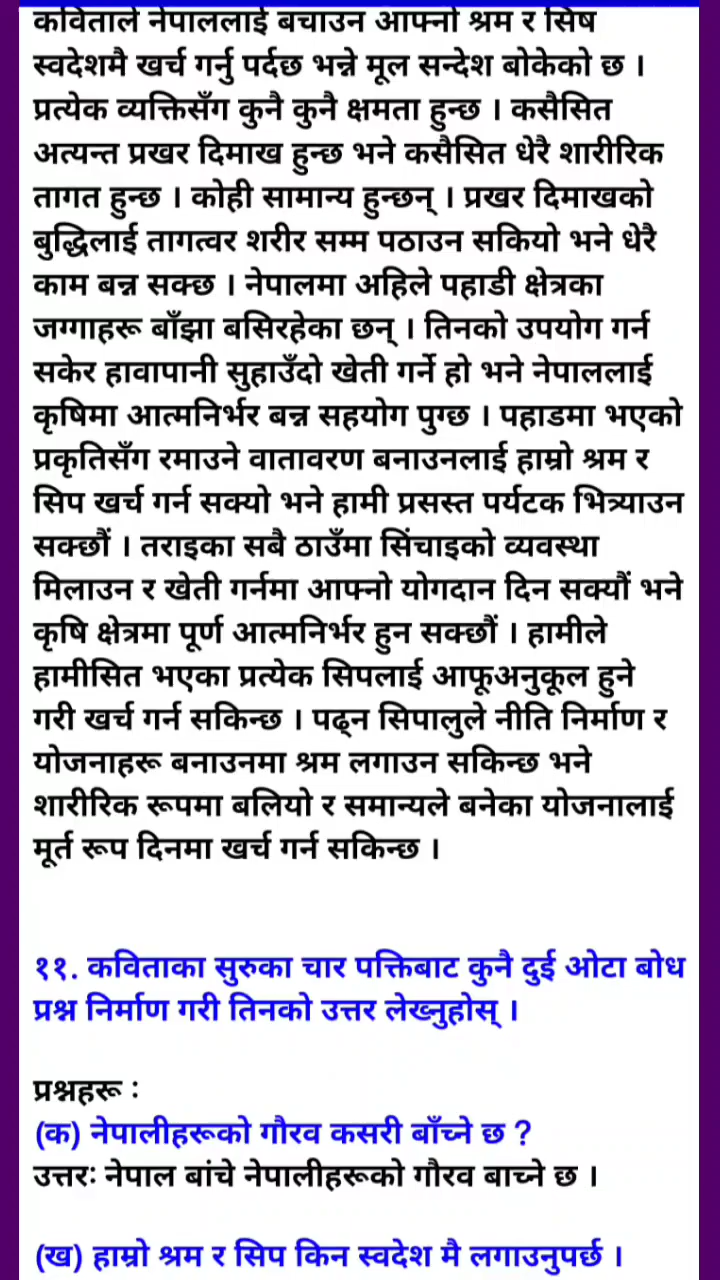 कविताले नेपाललाई बचाउन आफ्नो श्रम र सिप
स्वदेशमै खर्च गर्नु पर्दछ भन्ने मूल सन्देश बोकेको छ ।
प्रत्येक व्यक्तिसँग कुनै कुनै क्षमता हुन्छ । कसैसित
अत्यन्त प्रखर दिमाख हुन्छ भने कसैसित धेरै शारीरिक
तागत हुन्छ । कोही सामान्य हुन्छन् । प्रखर दिमाखको
बुद्धिलाई तागत्वर शरीर सम्म पठाउन सकियो भने धेरै
काम बन्न सक्छ । नेपालमा अहिले पहाडी क्षेत्रका
जग्गाहरू बाँझा बसिरहेका छन् । तिनको उपयोग गर्न
सकेर हावापानी सुहाउँदो खेती गर्ने हो भने नेपाललाई
कृषिमा आत्मनिर्भर बन्न सहयोग पुग्छ । पहाडमा भएको
प्रकृतिसँग रमाउने वातावरण बनाउनलाई हाम्रो श्रम र
सिप खर्च गर्न सक्यो भने हामी प्रसस्त पर्यटक भित्र्याउन
सक्छौं । तराइका सबै ठाउँमा सिंचाइको व्यवस्था
मिलाउन र खेती गर्नमा आफ्नो योगदान दिन सक्यौं भने
कृषि क्षेत्रमा पूर्ण आत्मनिर्भर हुन सक्छौं । हामीले
हामीसित भएका प्रत्येक सिपलाई आफूअनुकूल हुने
गरी खर्च गर्न सकिन्छ । पढ्न सिपालुले नीति निर्माण र
योजनाहरू बनाउनमा श्रम लगाउन सकिन्छ भने
शारीरिक रूपमा बलियो र समान्यले बनेका योजनालाई
मूर्त रूप दिनमा खर्च गर्न सकिन्छ ।
११. कविताका सुरुका चार पक्तिबाट कुनै दुई ओटा बोध
प्रश्न निर्माण गरी तिनको उत्तर लेख्नुहोस् ।
प्रश्नहरू :
(क) नेपालीहरूको गौरव कसरी बाँच्ने छ ?
उत्तरः नेपाल बांचे नेपालीहरूको गौरव बाच्ने छ ।
(ख) हाम्रो श्रम र सिप किन स्वदेश मै लगाउनुपर्छ ।